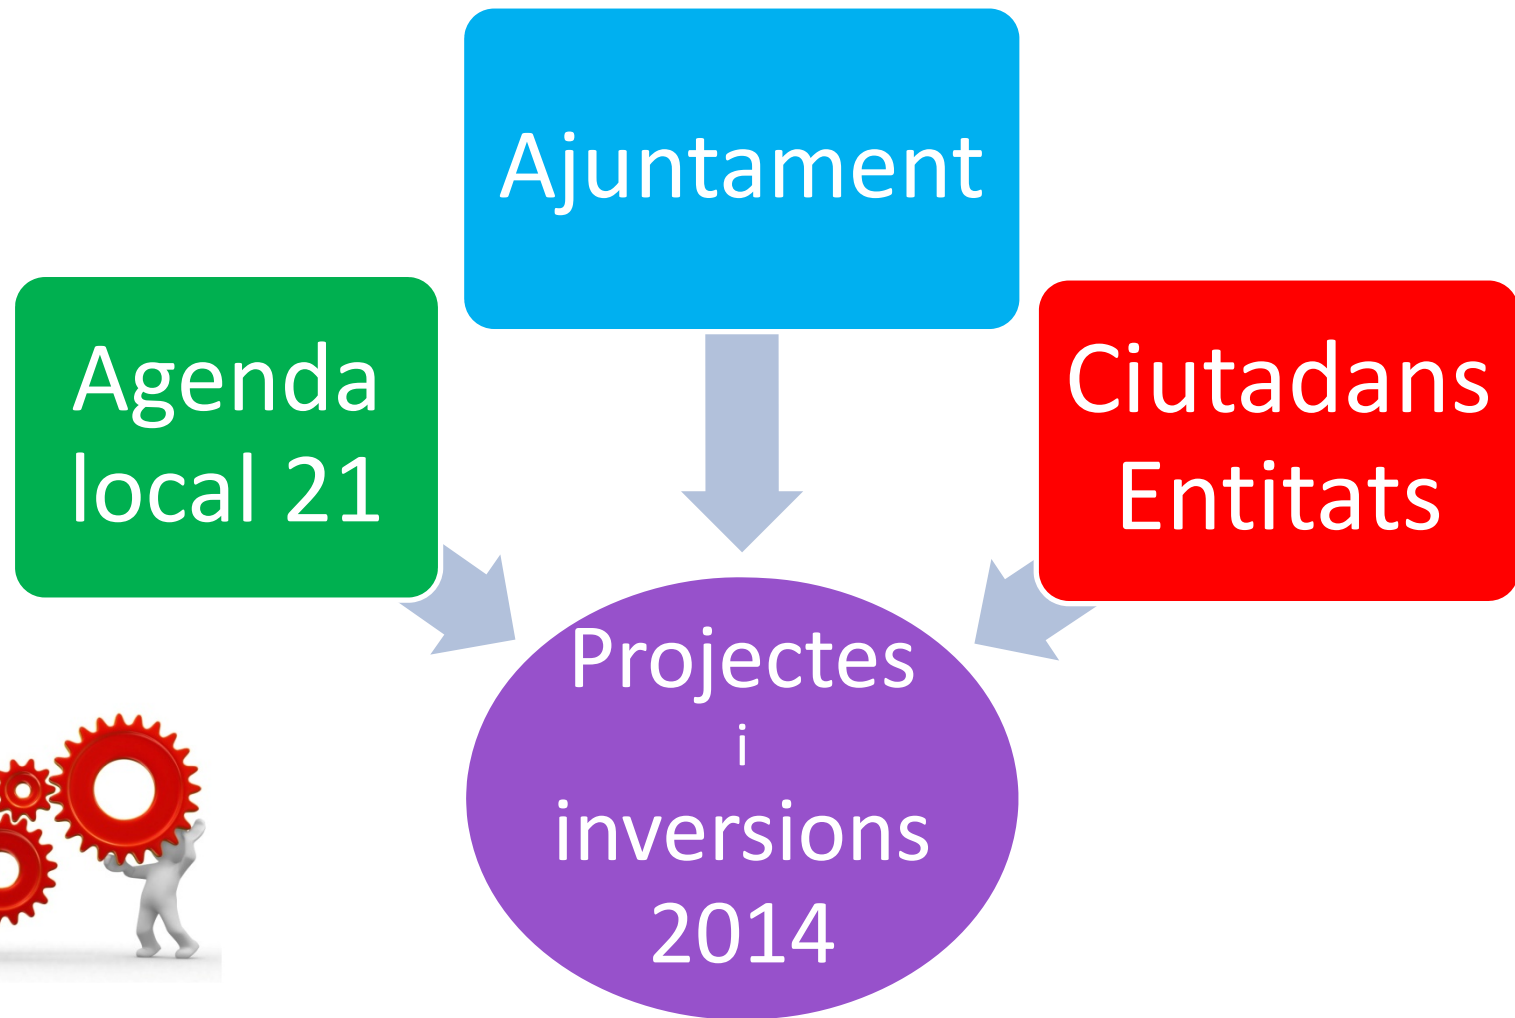 Ajuntament
Agenda
local 21
Ciutadans
Entitats
Projectes
i
inversions
2014